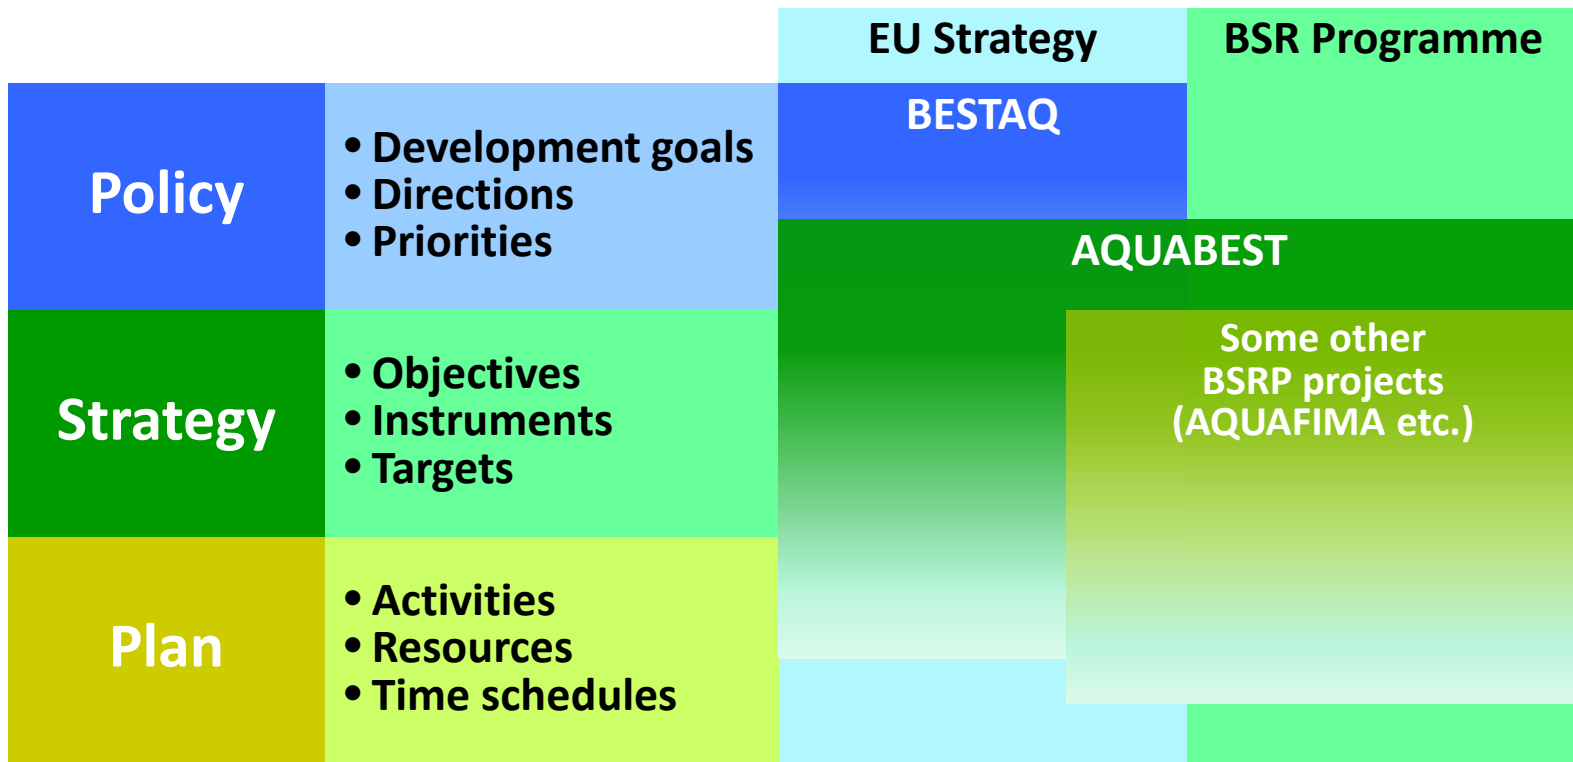 EU Strategy
BSR Programme
Policy
• Development goals
• Directions
• Priorities
BESTAQ
AQUABEST
Strategy
• Objectives
• Instruments
• Targets
Some other
BSRP projects
(AQUAFIMA etc.)
Plan
• Activities
• Resources
• Time schedules